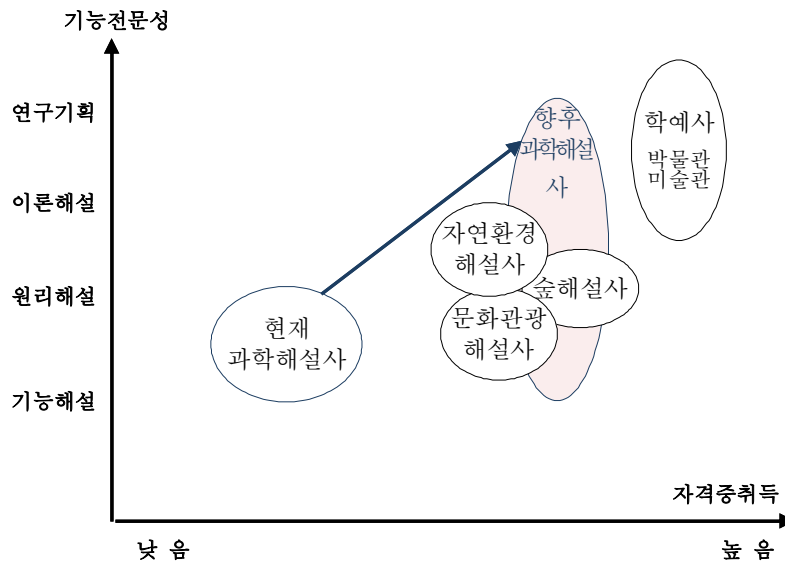 기능전문성
연구기획
이론해설
원리해설
기능해설
향후
과학해설
사
학예사
박물관
미술관
자연환경
해설사
숲해설사
문화관광
해설사
현재
과학해설사
자격증취득
낮 음
높 음